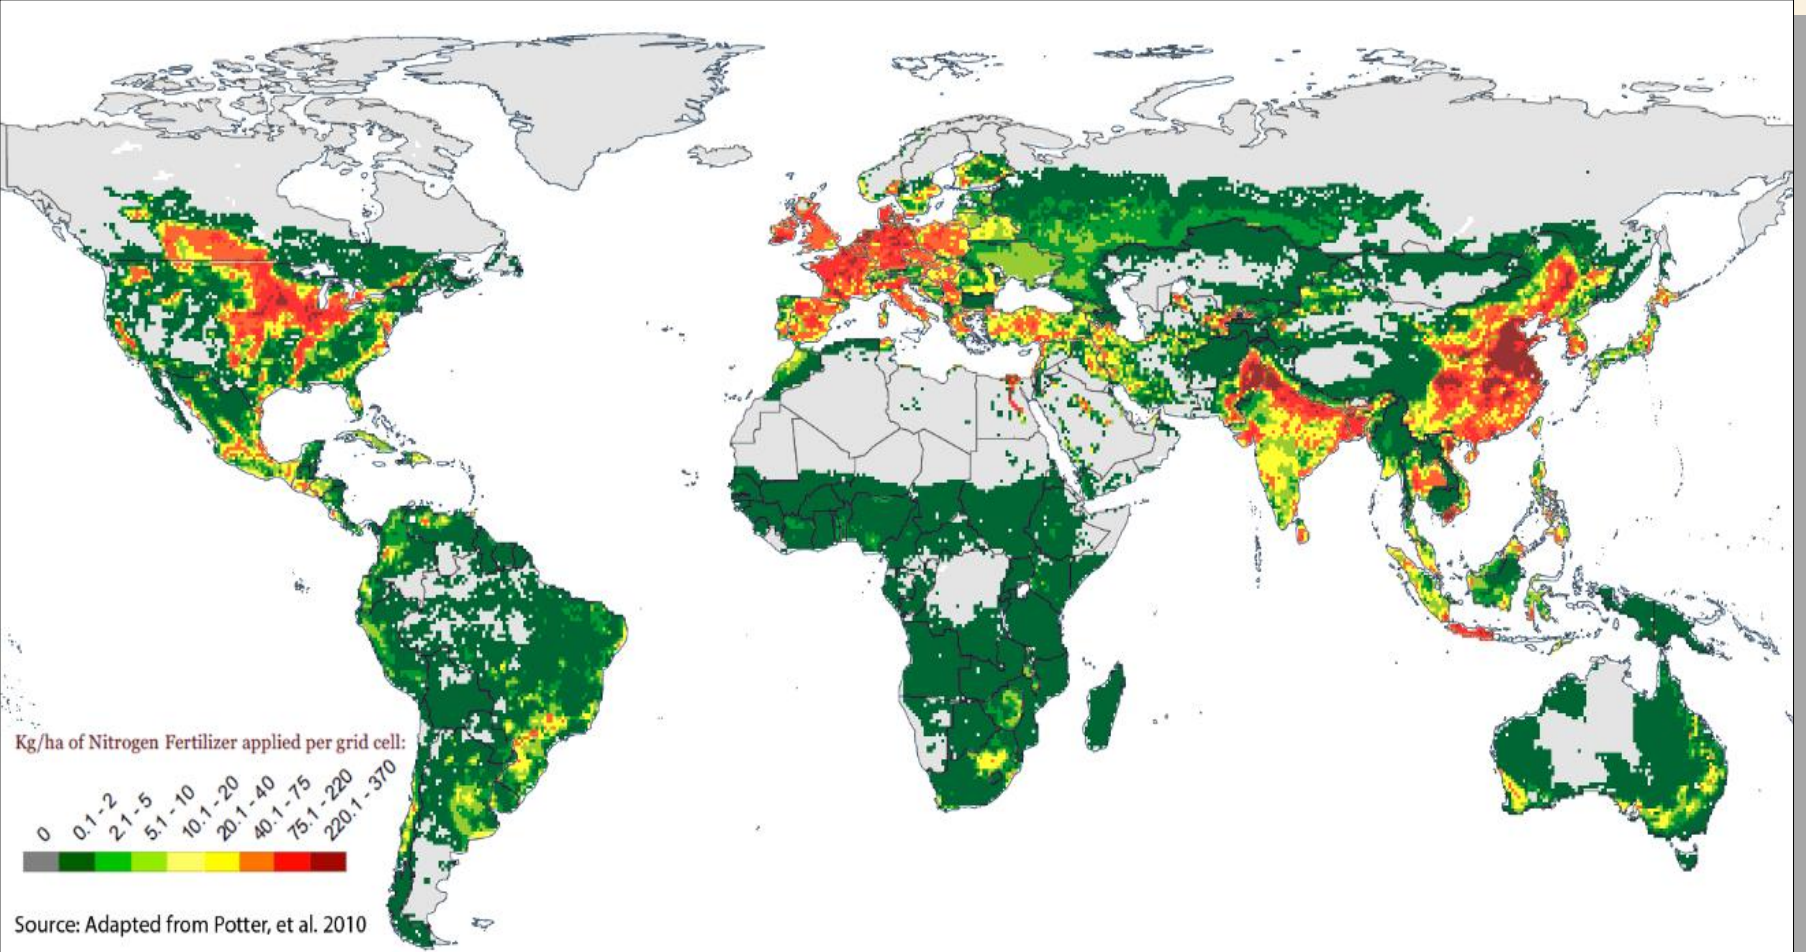 Kg/ha of Nitrogen Fertilizer applied per grid cell:
0
0.1 - 2
2.1 - 5
5.1 - 10
10.1 - 20
20.1 - 40
40.1 - 75
75.1 - 220
220.1 - 370
Source: Adapted from Potter, et al. 2010